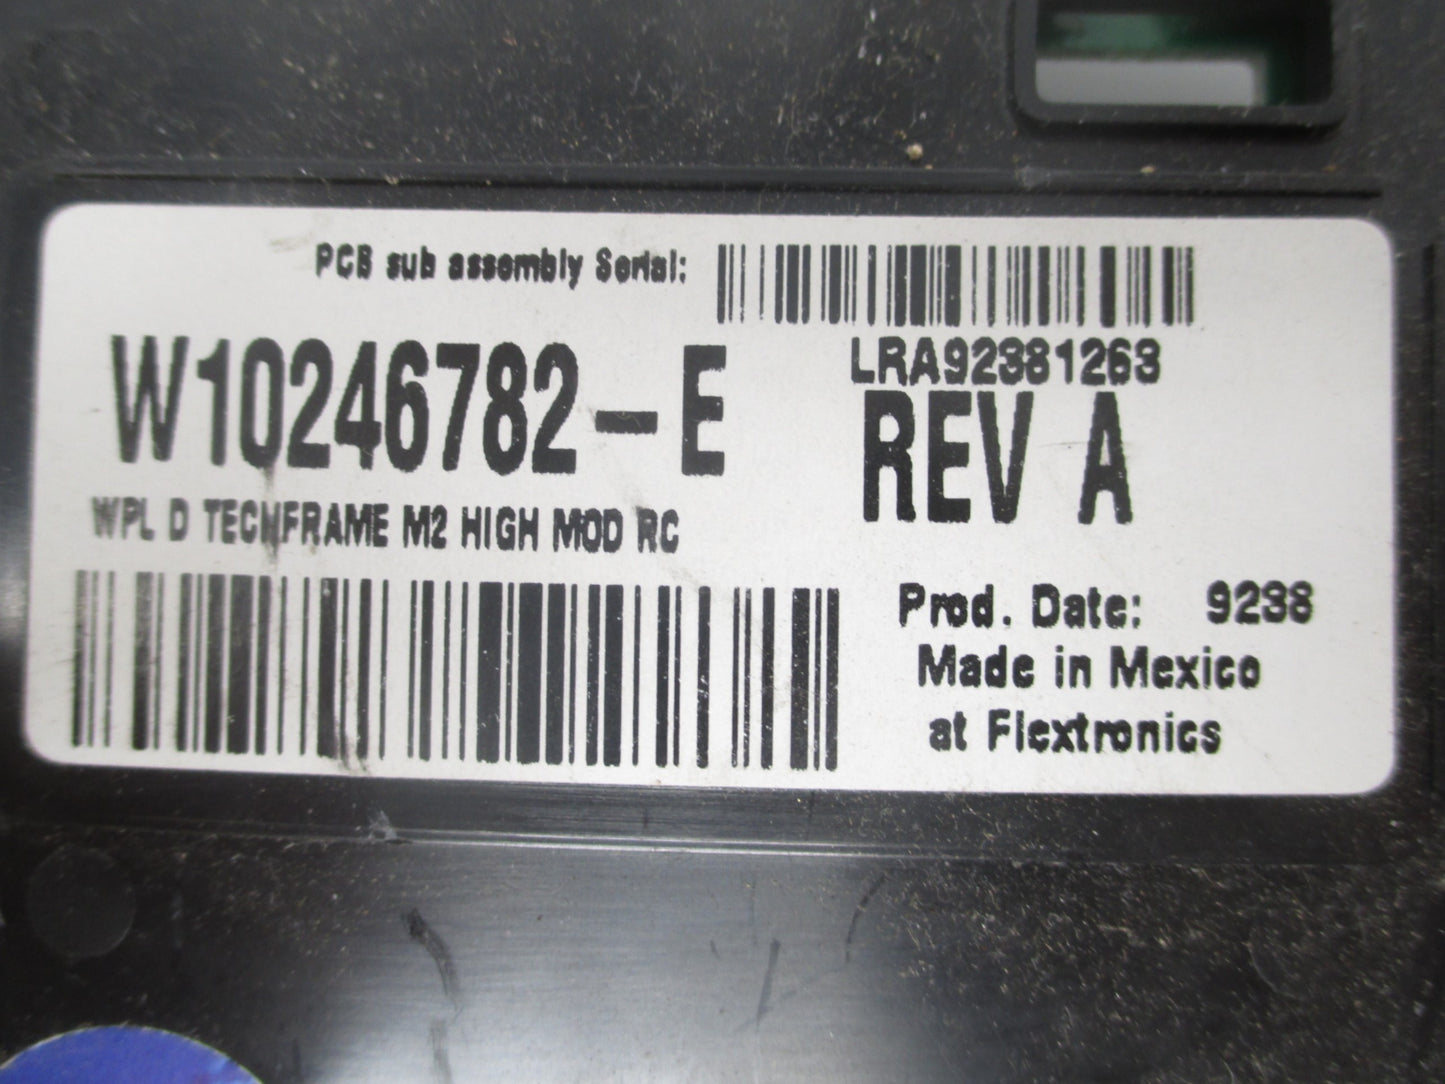 PCB sub assembly Serial:
W10246782-E
LRA92381263
REV A
WPL D TECHFRAME M2 HIGH MOD RC
Prod. Date: 9238
Made in Mexico
at Flextronics